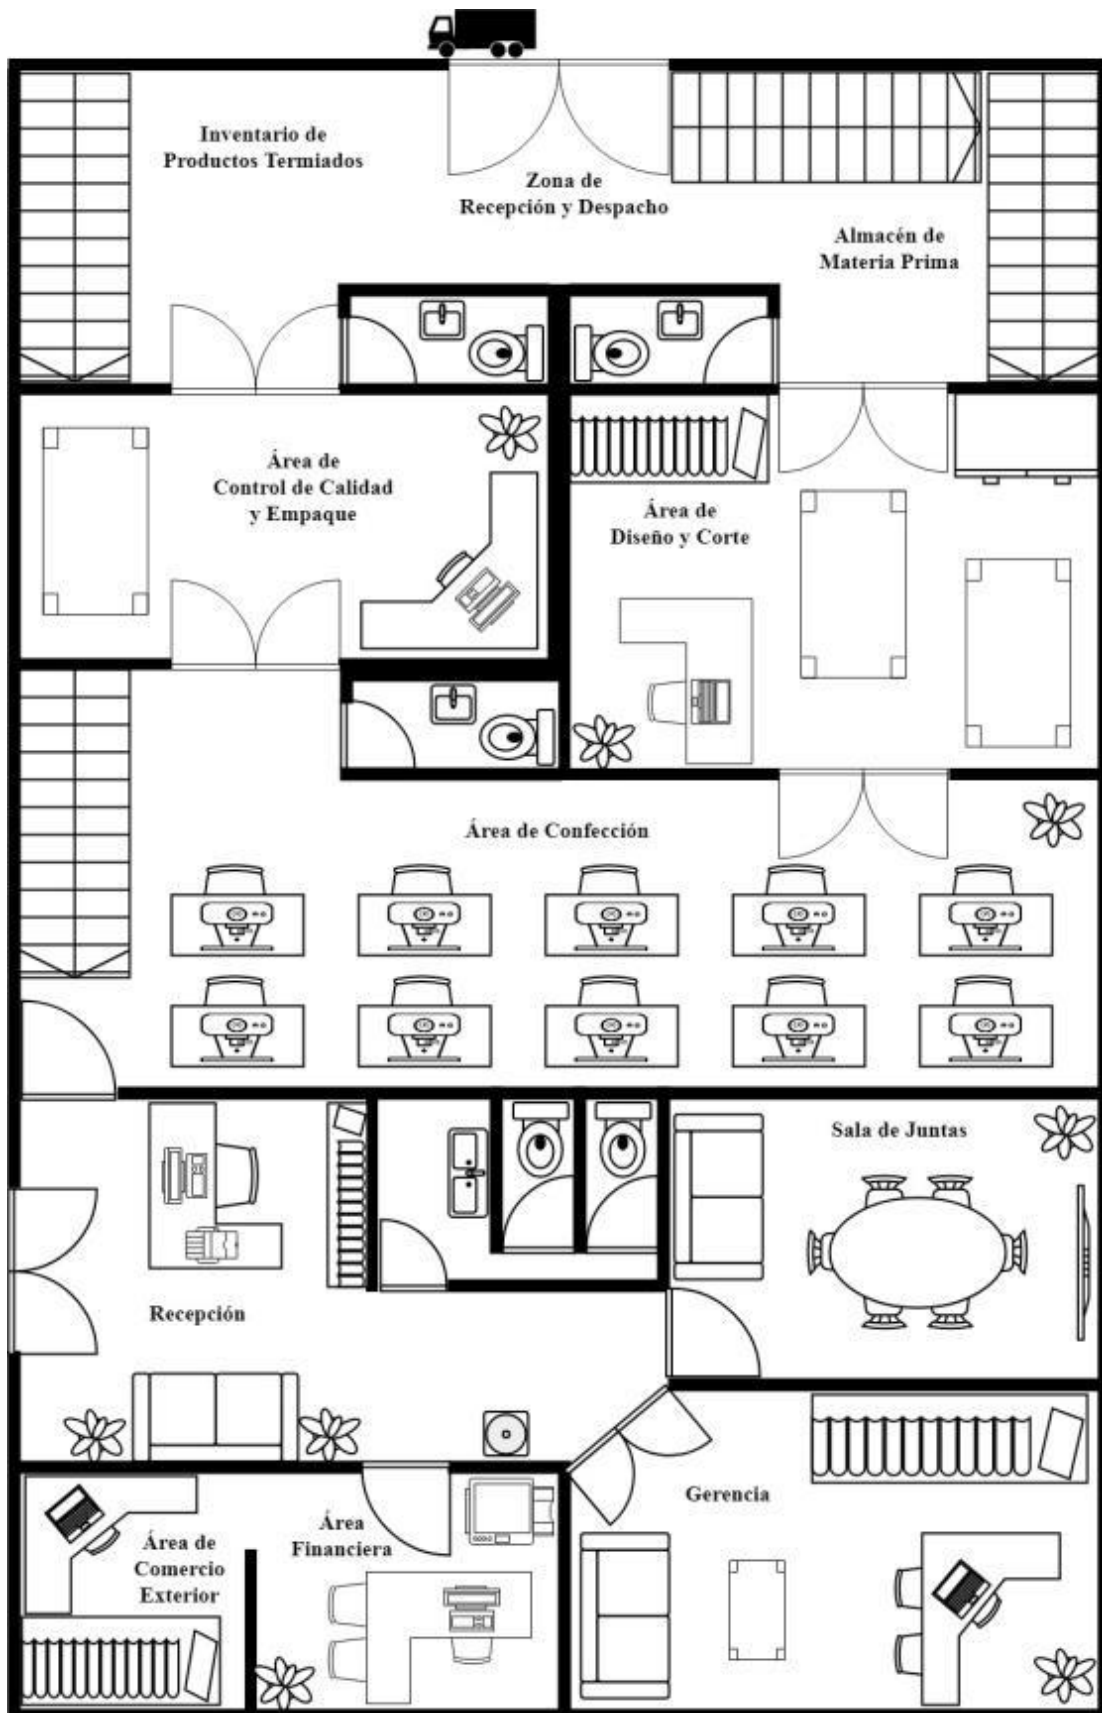 Inventario de
Productos Termiados
Zona de
Recepción y Despacho
Almacén de
Materia Prima
Área de
Control de Calidad
y Empaque
Área de
Diseño y Corte
Área de Confección
Sala de Juntas
Recepción
Gerencia
Área de
Comercio
Exterior
Área
Financiera